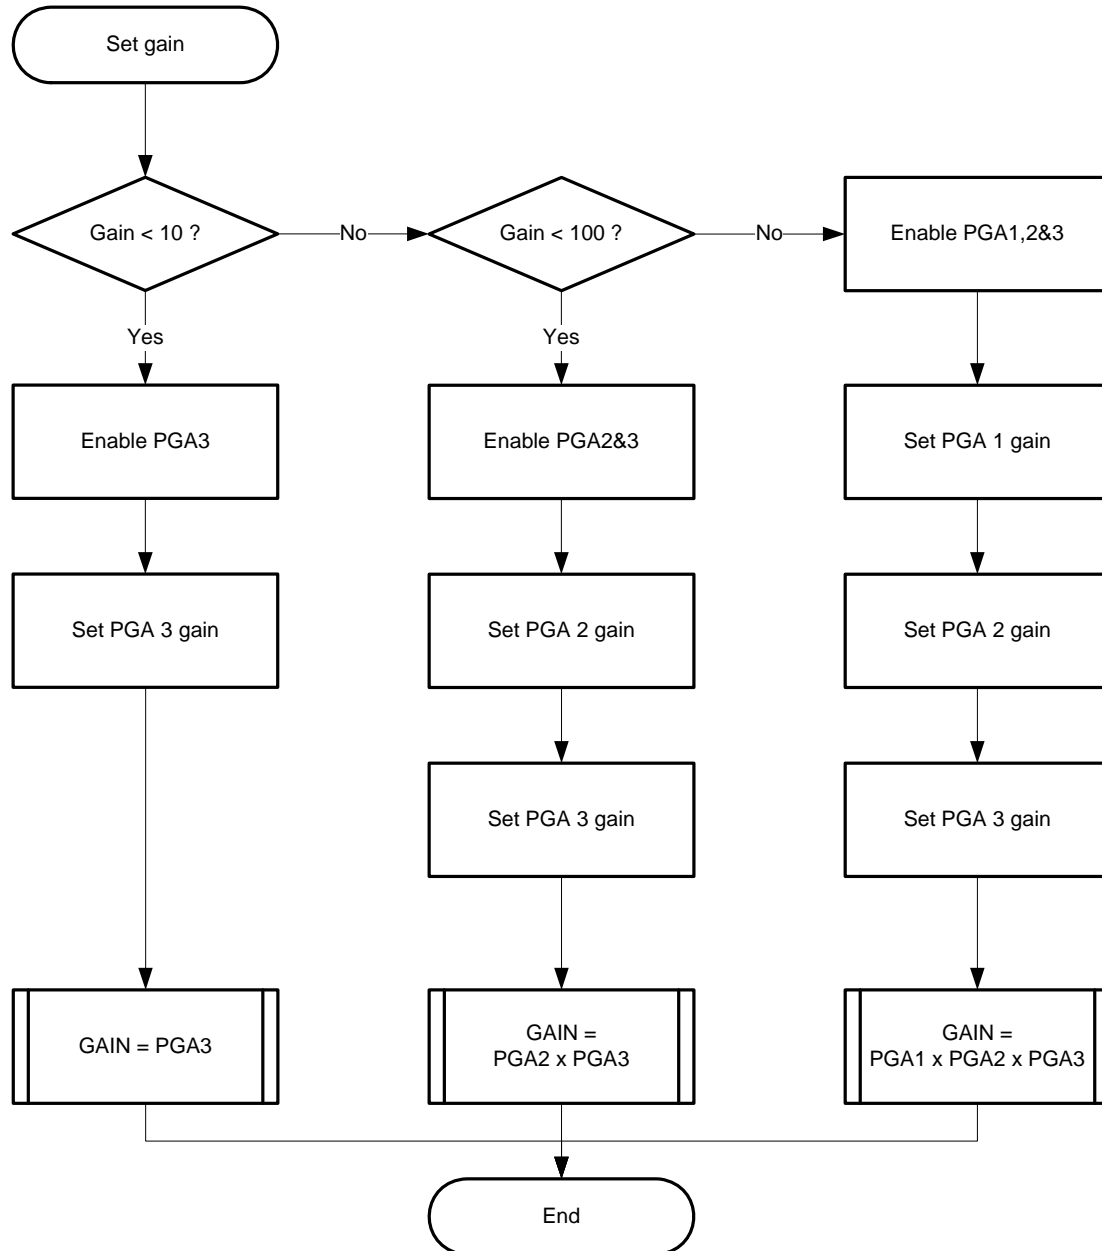 Set gain
Gain < 10 ?
No
Gain < 100 ?
No
Enable PGA1,2&3
Yes
Yes
Enable PGA3
Enable PGA2&3
Set PGA 1 gain
Set PGA 3 gain
Set PGA 2 gain
Set PGA 2 gain
Set PGA 3 gain
Set PGA 3 gain
GAIN = PGA3
GAIN =
PGA2 x PGA3
GAIN =
PGA1 x PGA2 x PGA3
End